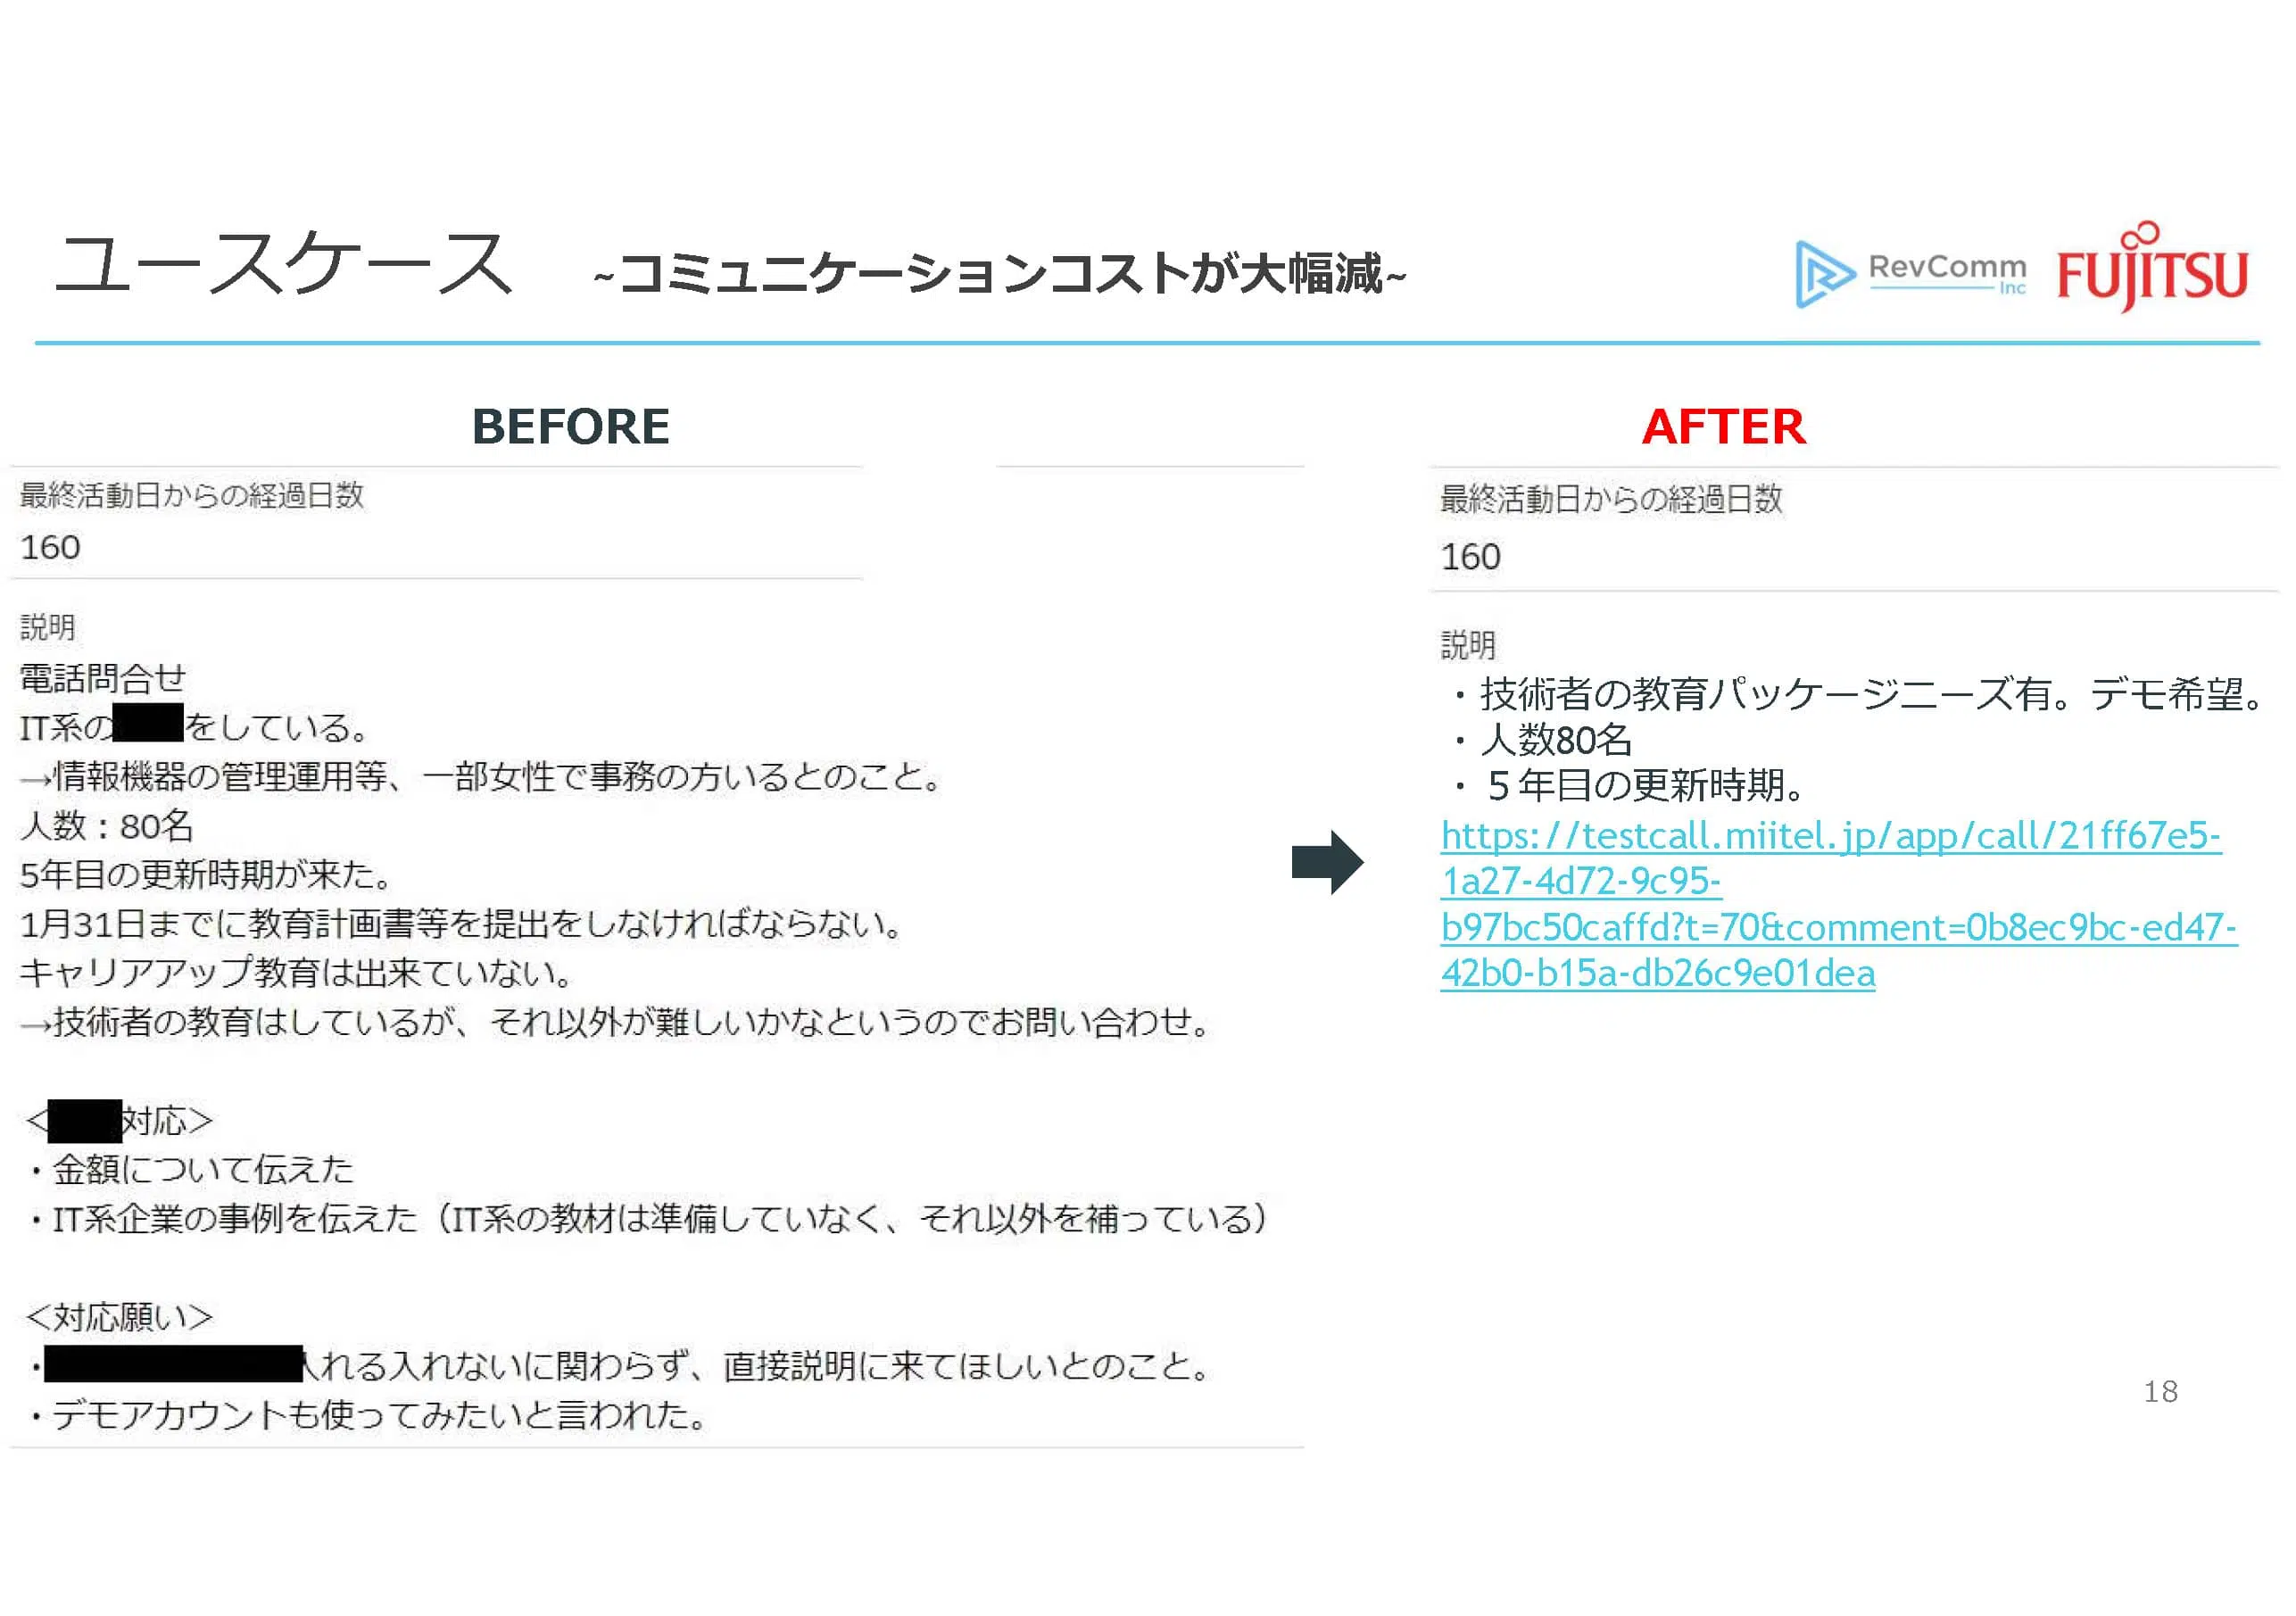 ユースケース ~コミュニケーションコストが大幅減~
RevComm
Inc
FUJITSU
BEFORE
最終活動日からの経過日数
160
説明
電話問合せ
IT系の をしている。
→情報機器の管理運用等、一部女性で事務の方いるとのこと。
人数：80名
5年目の更新時期が来た。
1月31日までに教育計画書等を提出をしなければならない。
キャリアアップ教育は出来ていない。
→技術者の教育はしているが、それ以外が難しいかなというのでお問い合わせ。
＜ 対応＞
・金額について伝えた
・IT系企業の事例を伝えた（IT系の教材は準備していなく、それ以外を補っている）
＜対応願い＞
・ 入れる入れないに関わらず、直接説明に来てほしいとのこと。
・デモアカウントも使ってみたいと言われた。
AFTER
最終活動日からの経過日数
160
説明
・技術者の教育パッケージニーズ有。デモ希望。
・人数80名
・５年目の更新時期。
https://testcall.miitel.jp/app/call/21ff67e5-
1a27-4d72-9c95-
b97bc50caffd?t=70&comment=0b8ec9bc-ed47-
42b0-b15a-db26c9e01dea
18